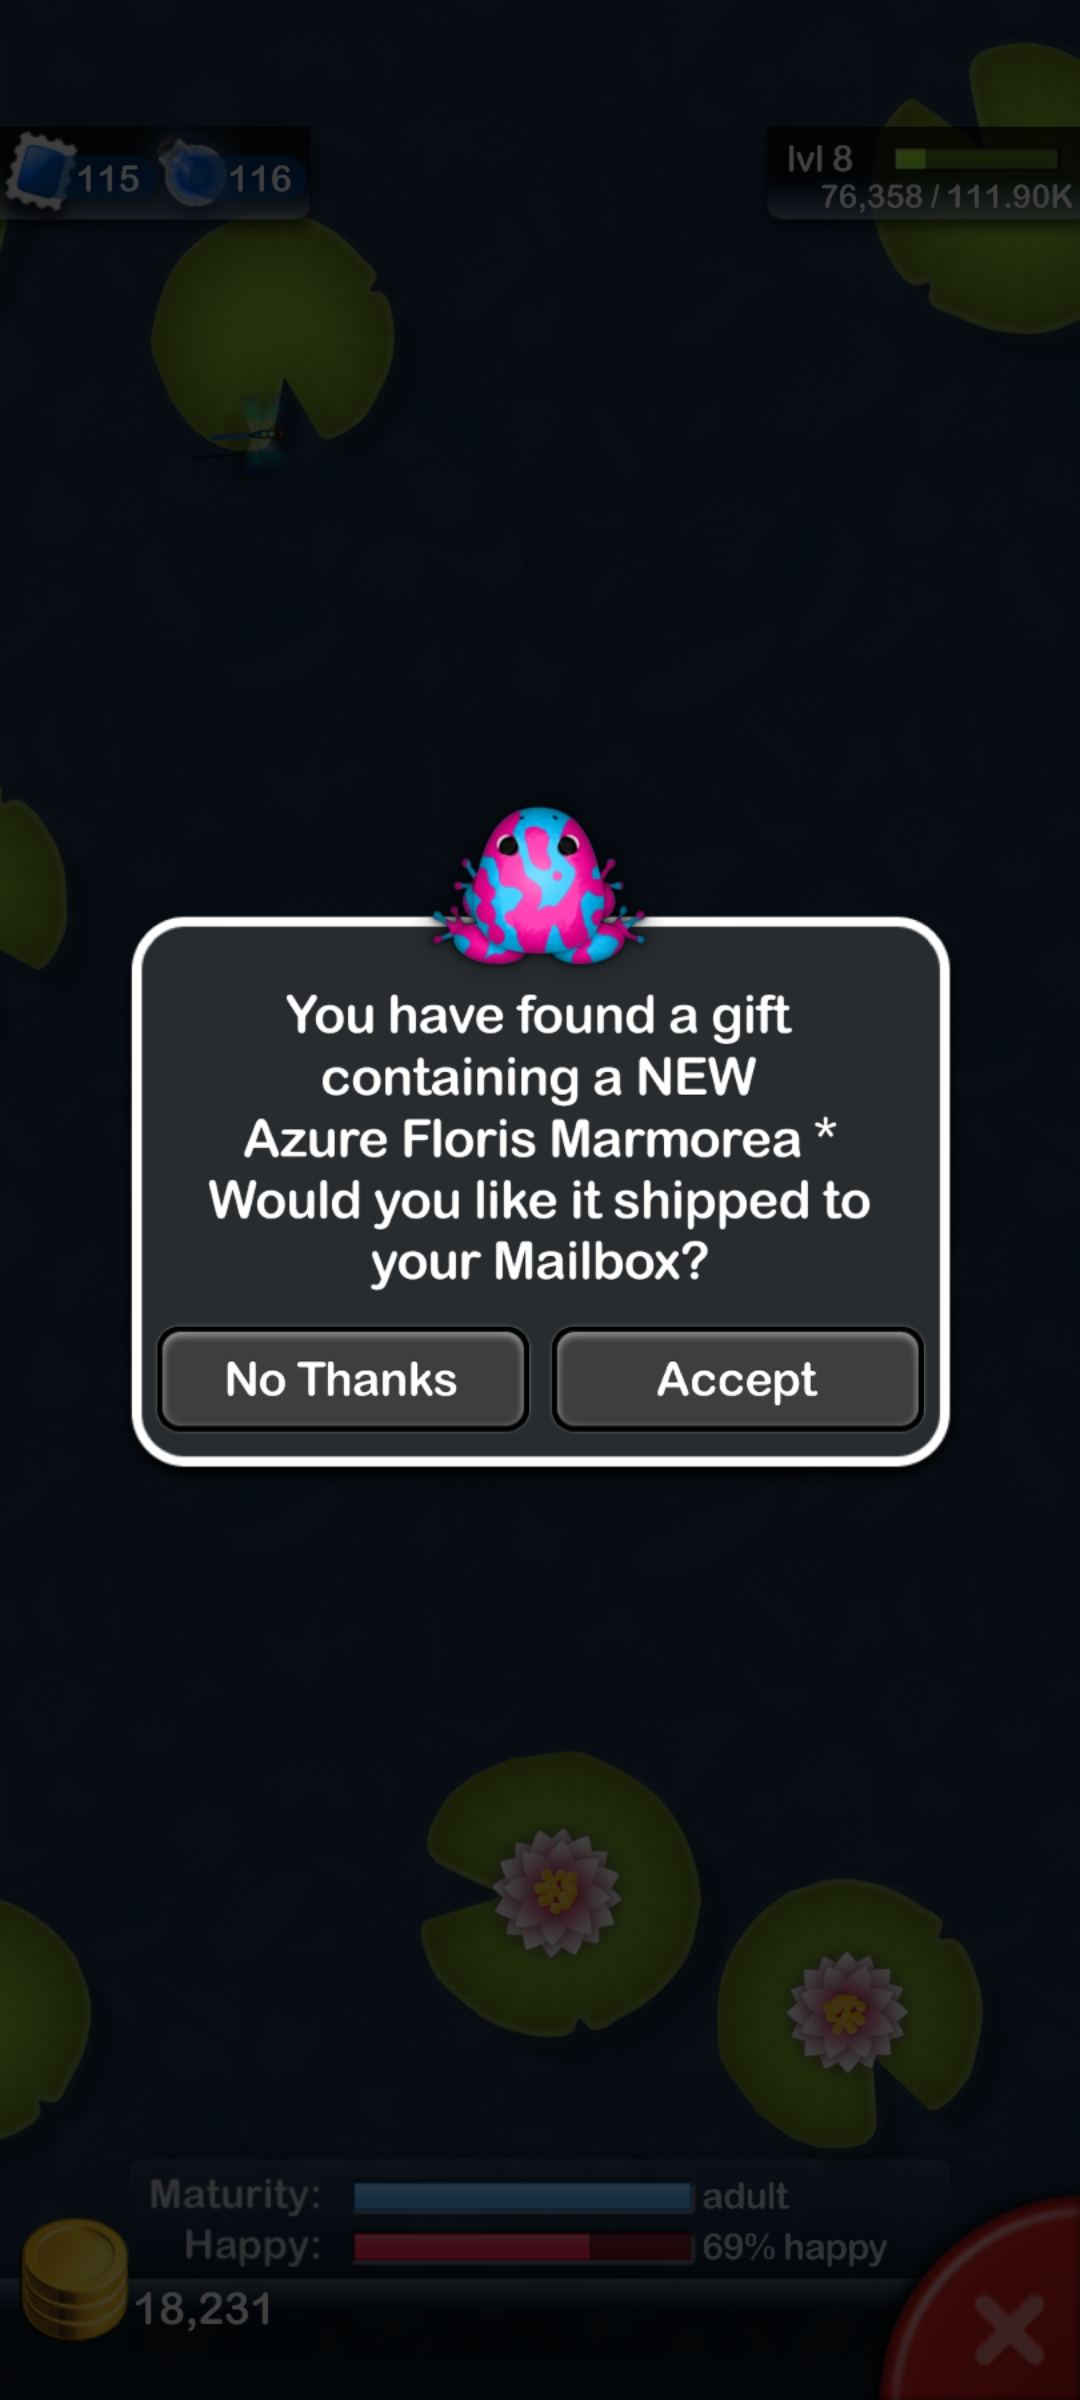 115 116
lvl 8
76,358 / 111.90K
You have found a gift
containing a NEW
Azure Floris Marmorea *
Would you like it shipped to
your Mailbox?
No Thanks Accept
Maturity: adult
Happy: 69% happy
18,231